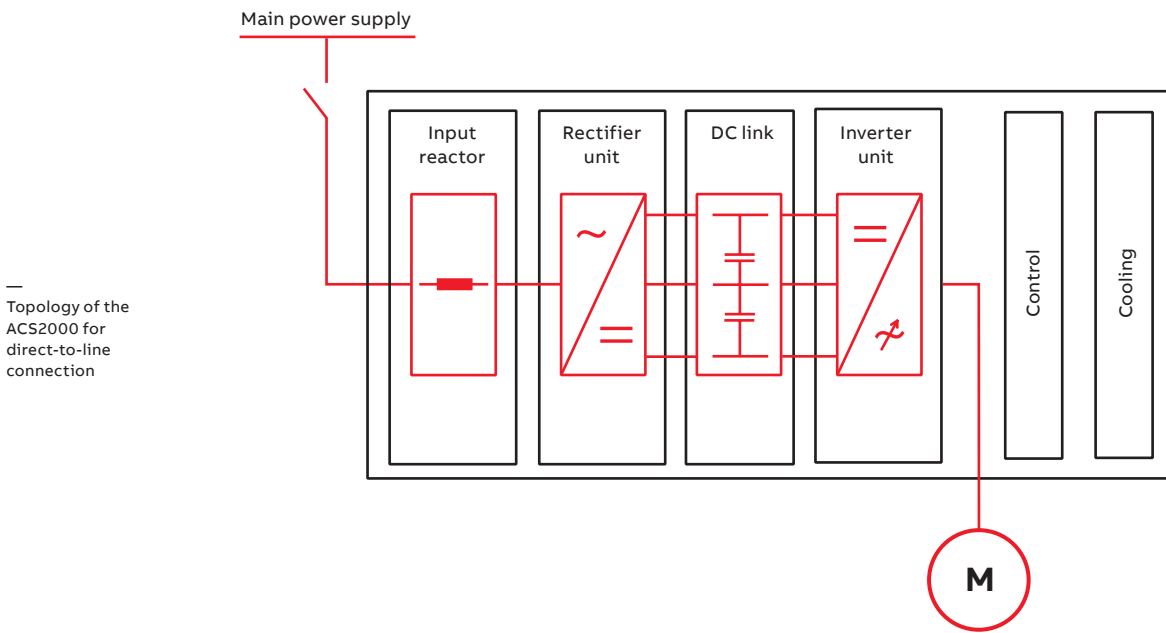 Main power supply
Input
reactor
Rectifier
unit
DC link
Inverter
unit
Control
Cooling
—
Topology of the
ACS2000 for
direct-to-line
connection
M